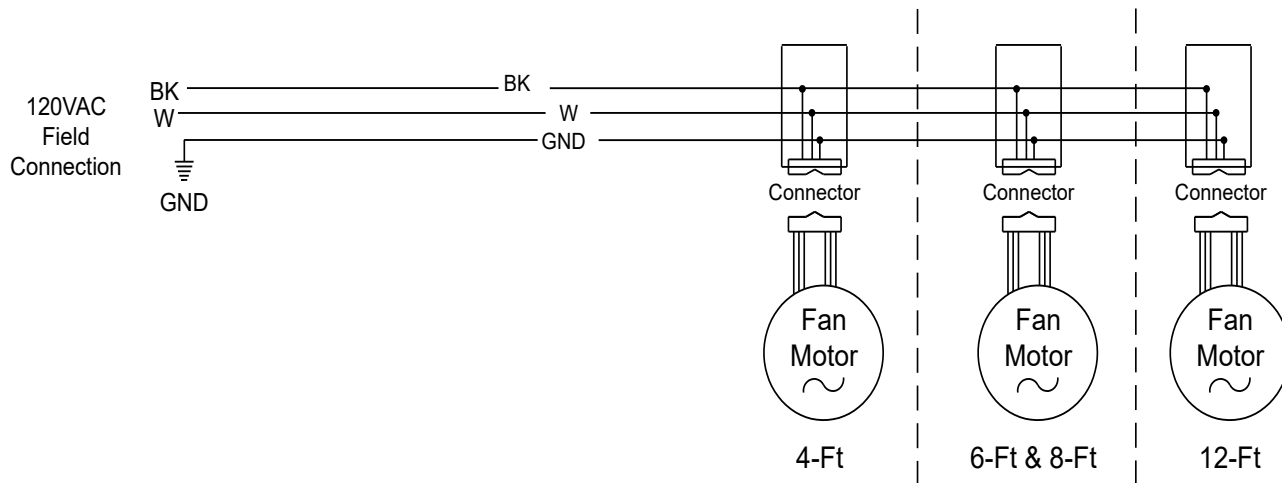 120VAC
Field
Connection
BK
W
GND
BK
W
GND
Connector
Connector
Connector
Fan
Motor
Fan
Motor
Fan
Motor
4-Ft
6-Ft & 8-Ft
12-Ft